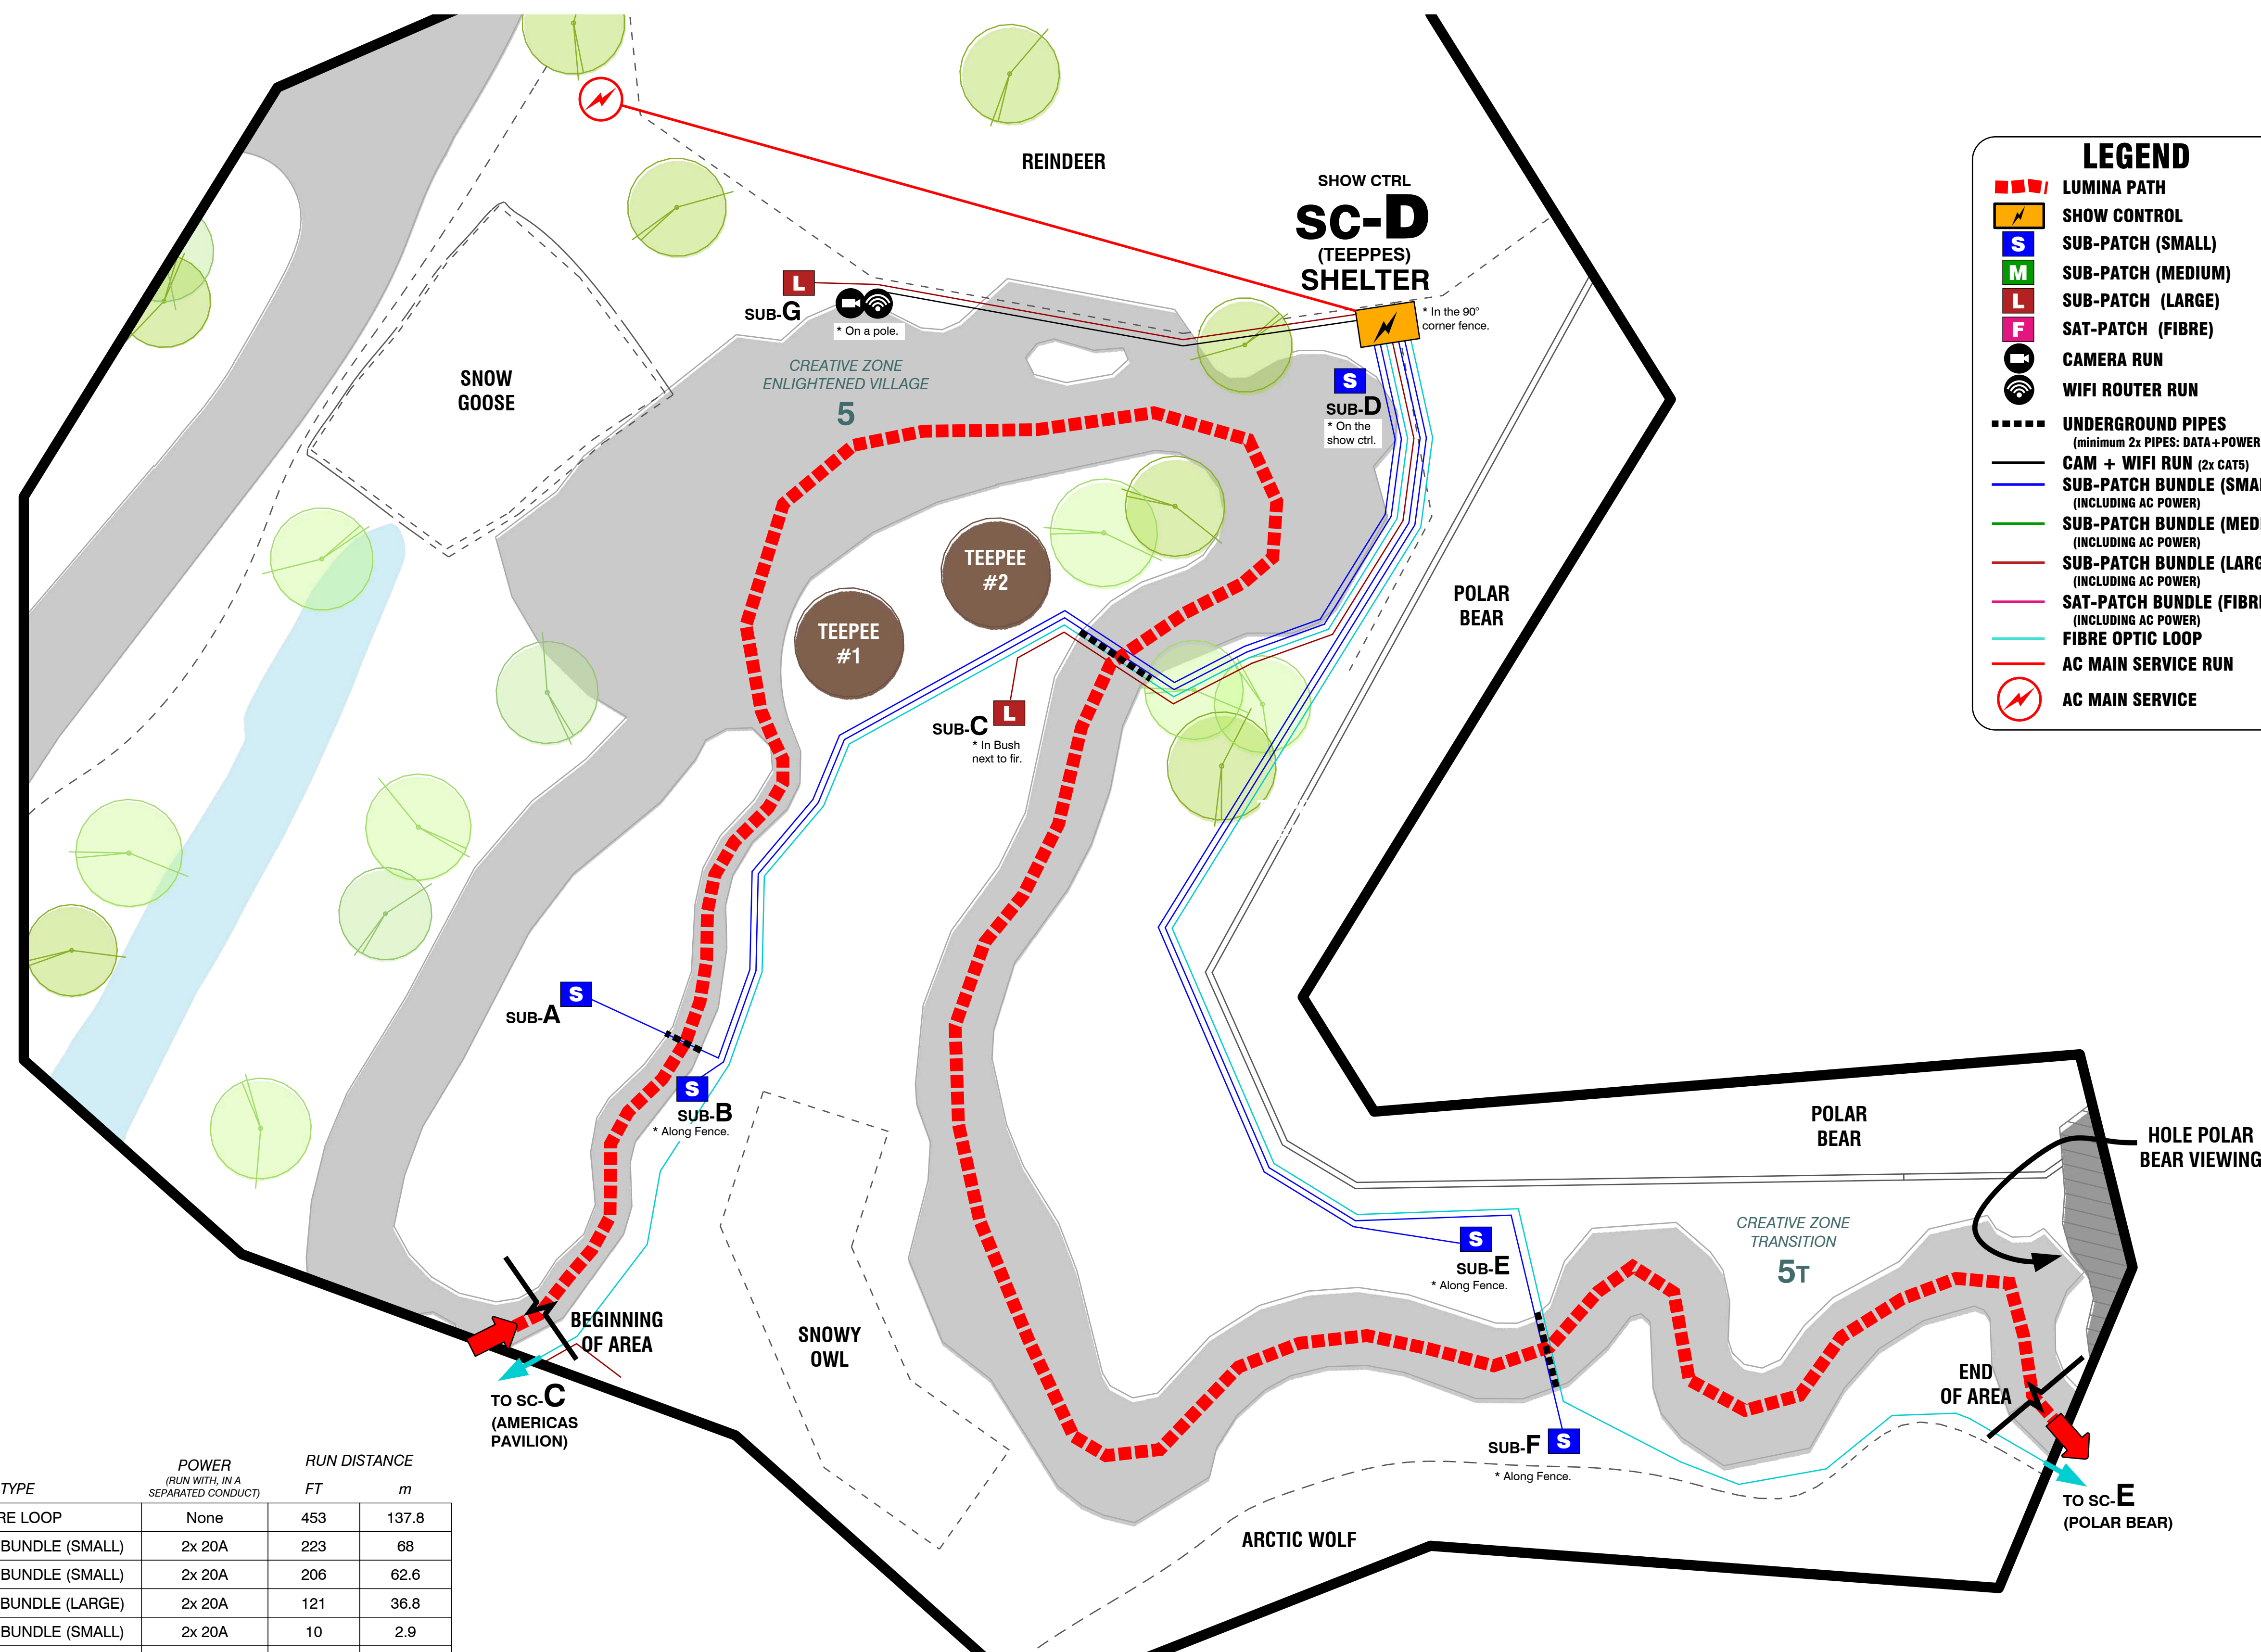 REINDEER
SHOW CTRL
SC-D
(TEEPPES)
SHELTER
* In the 90°
corner fence.
L
SUB-G
* On a pole.
CREATIVE ZONE
ENLIGHTENED VILLAGE
5
S
SUB-D
* On the
show ctrl.
SNOW
GOOSE
TEEPEE
#2
TEEPEE
#1
POLAR
BEAR
SUB-C
L
* In Bush
next to fir.
S
SUB-A
S
SUB-B
* Along Fence.
POLAR
BEAR
HOLE POLAR
BEAR VIEWING
CREATIVE ZONE
TRANSITION
5T
S
SUB-E
* Along Fence.
BEGINNING
OF AREA
SNOWY
OWL
END
OF AREA
TO SC-C
(AMERICAS
PAVILION)
SUB-F
S
* Along Fence.
TO SC-E
(POLAR BEAR)
ARCTIC WOLF
LEGEND
LUMINA PATH
SHOW CONTROL
S SUB-PATCH (SMALL)
M SUB-PATCH (MEDIUM)
L SUB-PATCH (LARGE)
F SAT-PATCH (FIBRE)
CAMERA RUN
WIFI ROUTER RUN
UNDERGROUND PIPES
(minimum 2x PIPES: DATA+POWER
CAM + WIFI RUN (2x CAT5)
SUB-PATCH BUNDLE (SMA
(INCLUDING AC POWER)
SUB-PATCH BUNDLE (MED
(INCLUDING AC POWER)
SUB-PATCH BUNDLE (LARG
(INCLUDING AC POWER)
SAT-PATCH BUNDLE (FIBR
(INCLUDING AC POWER)
FIBRE OPTIC LOOP
AC MAIN SERVICE RUN
AC MAIN SERVICE
TYPE POWER (RUN WITH, IN A SEPARATED CONDUCT) RUN DISTANCE FT m
RE LOOP None 453 137.8
BUNDLE (SMALL) 2x 20A 223 68
BUNDLE (SMALL) 2x 20A 206 62.6
BUNDLE (LARGE) 2x 20A 121 36.8
BUNDLE (SMALL) 2x 20A 10 2.9